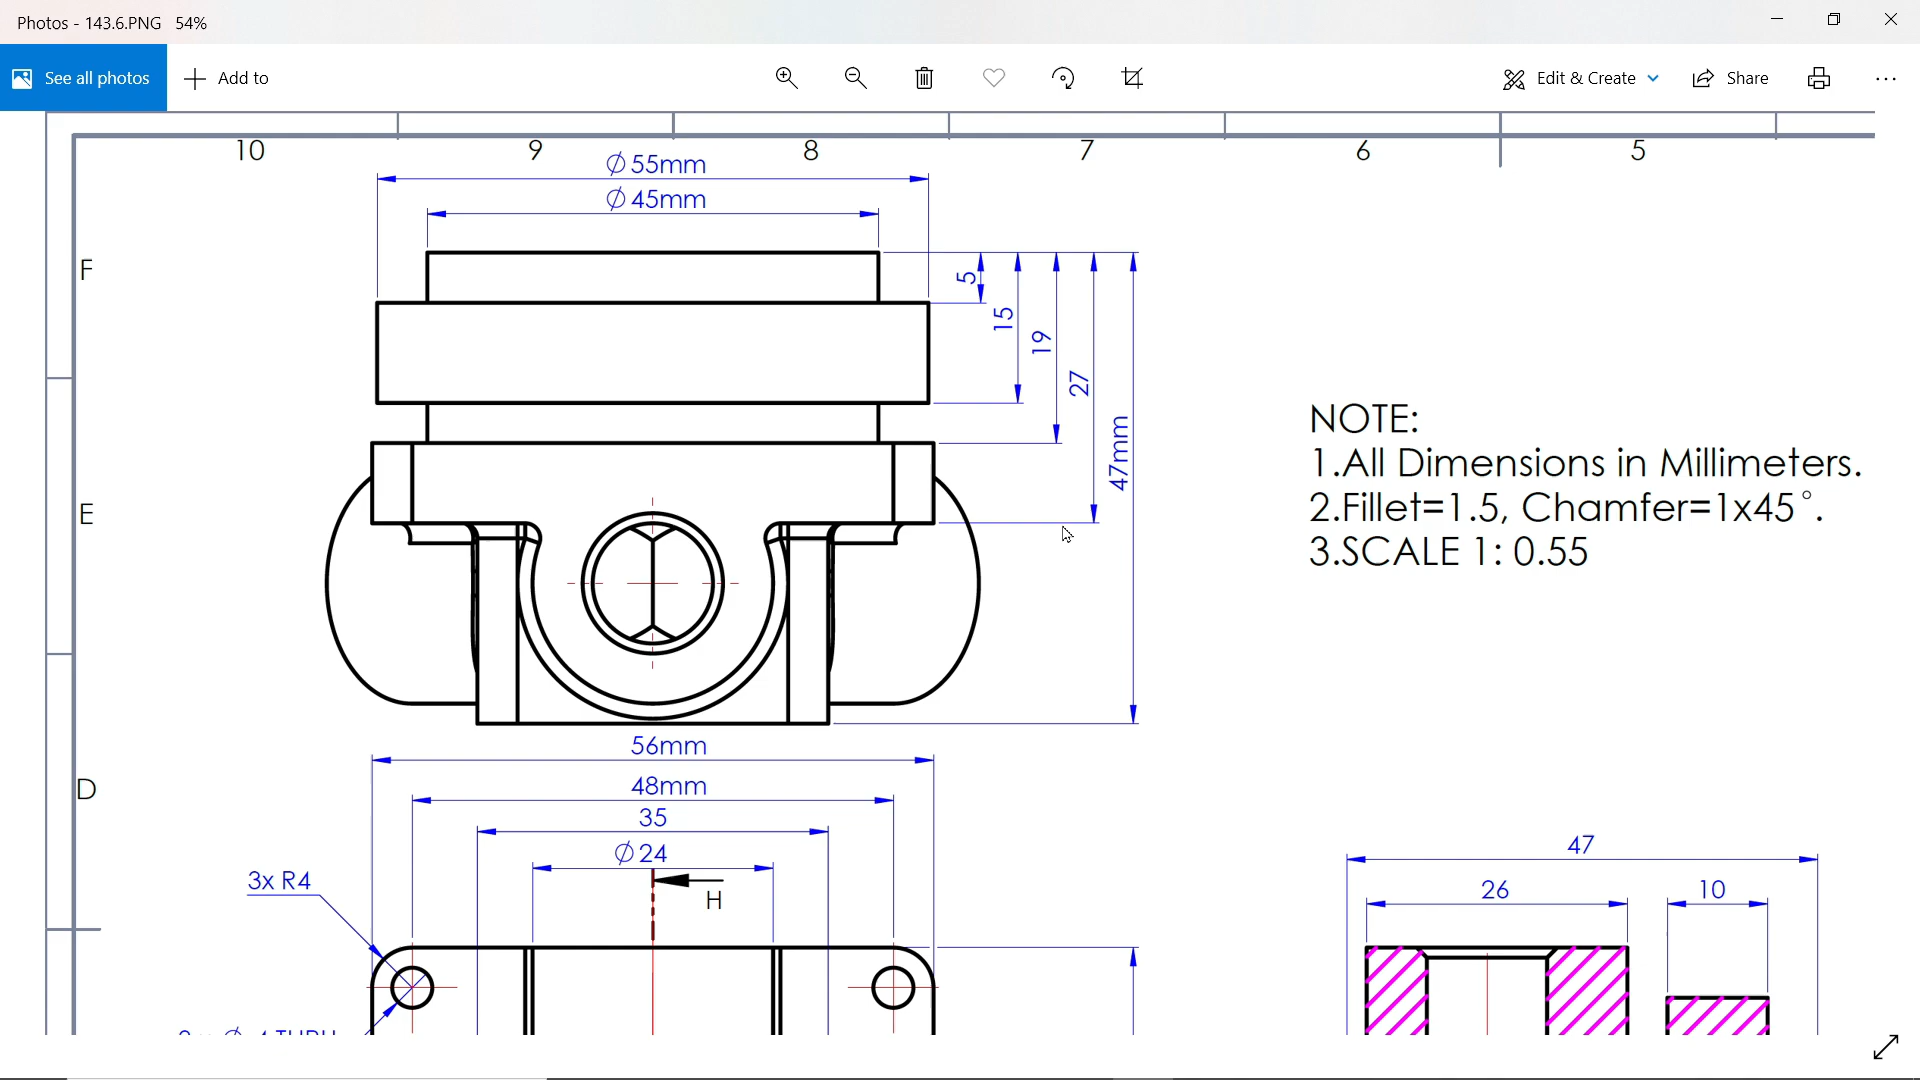 Photos - 143.6.PNG 54%
See all photos
Add to
Edit & Create
Share
10
9
8
7
6
5
∅55mm
∅45mm
F
5
15
19
27
47mm
NOTE:
1.All Dimensions in Millimeters.
2.Fillet=1.5, Chamfer=1x45°.
3.SCALE 1: 0.55
E
56mm
D
48mm
35
∅24
47
3x R4
H
26
10